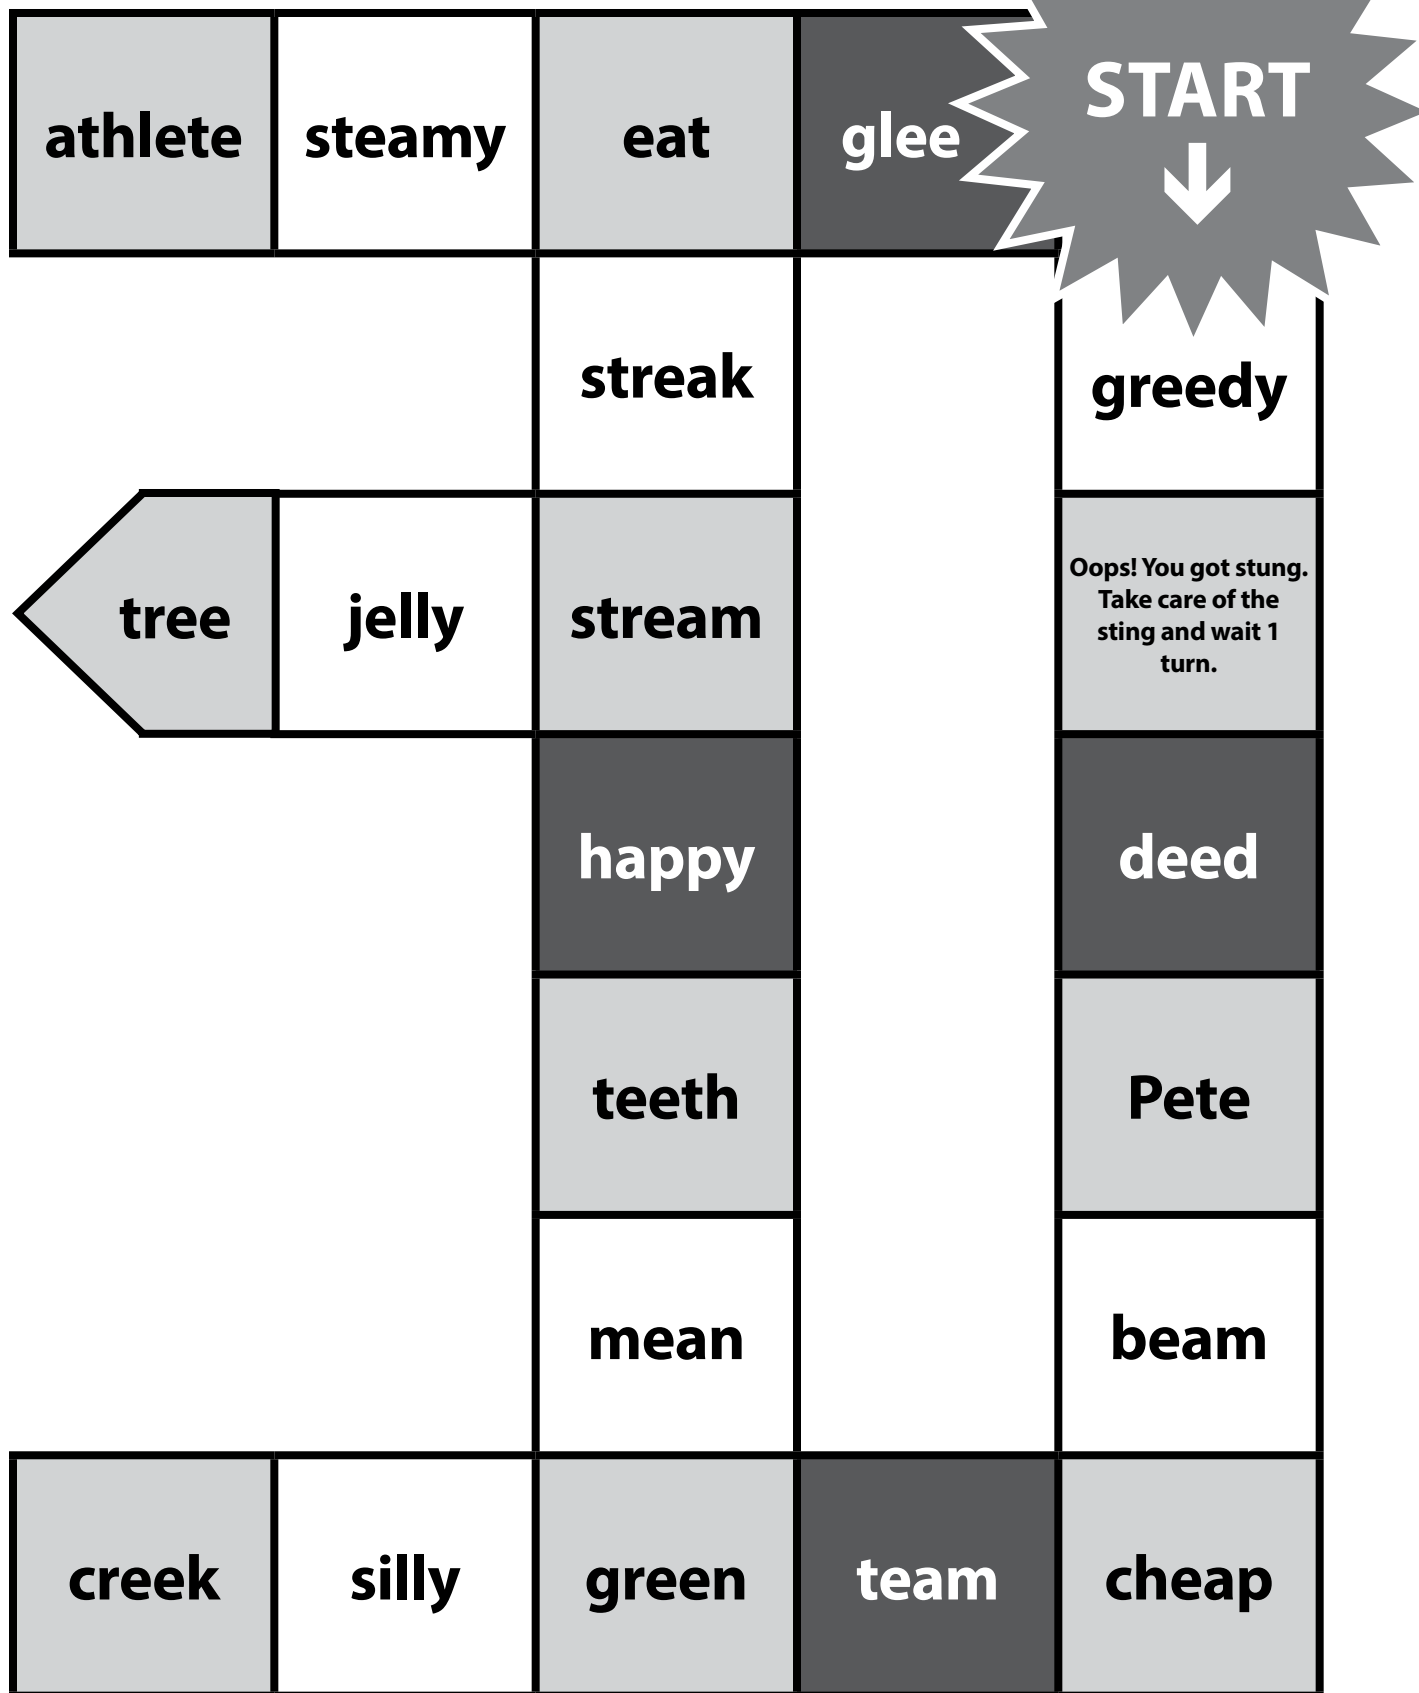 athlete steamy eat glee START
streak greedy
tree jelly stream
Oops! You got stung.
Take care of the
sting and wait 1
turn.
happy deed
teeth Pete
mean beam
creek silly green team cheap